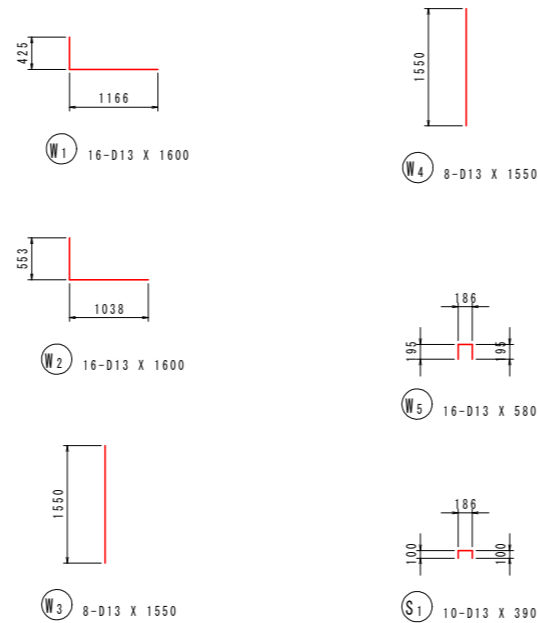 425
1166
W1 16-D13 X 1600
553
1038
W2 16-D13 X 1600
1550
W3 8-D13 X 1550
1550
W4 8-D13 X 1550
186
195 195
W5 16-D13 X 580
186
100 100
S1 10-D13 X 390